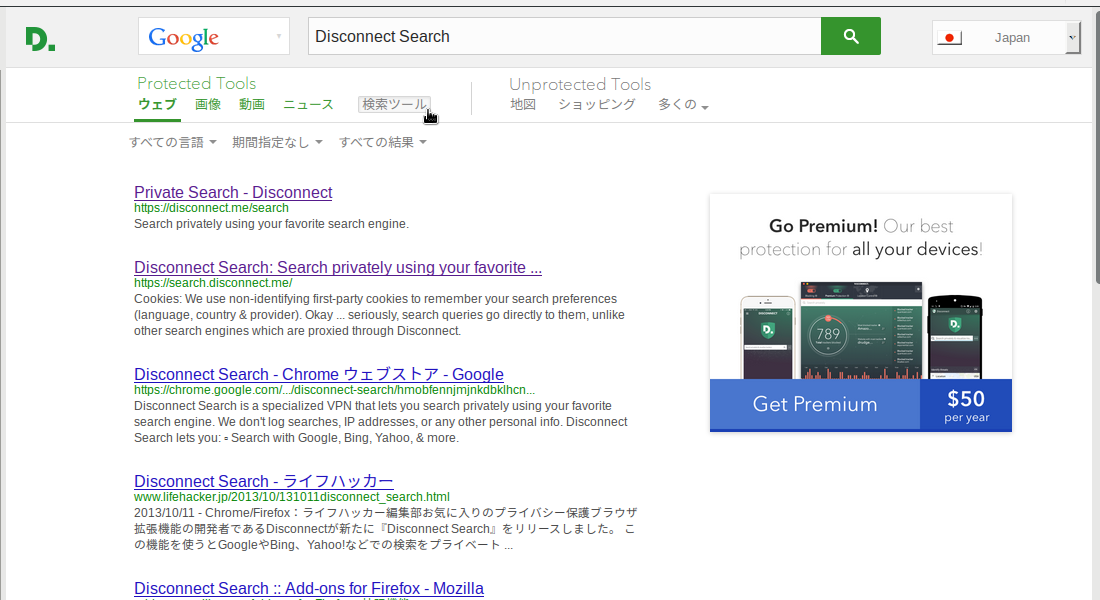 D.
Google
Disconnect Search
Japan
Protected Tools
Unprotected Tools
ウェブ 画像 動画 ニュース 検索ツール
地図 ショッピング 多くの
すべての言語 期間指定なし すべての結果
Private Search - Disconnect
https://disconnect.me/search
Search privately using your favorite search engine.
Disconnect Search: Search privately using your favorite ...
https://search.disconnect.me/
Cookies: We use non-identifying first-party cookies to remember your search preferences
(language, country & provider). Okay ... seriously, search queries go directly to them, unlike
other search engines which are proxied through Disconnect.
Disconnect Search - Chrome ウェブストア - Google
https://chrome.google.com/.../disconnect-search/hmobfennjmjnkdbklhcn...
Disconnect Search is a specialized VPN that lets you search privately using your favorite
search engine. We don't log searches, IP addresses, or any other personal info. Disconnect
Search lets you: ▫ Search with Google, Bing, Yahoo, & more.
Disconnect Search - ライフハッカー
www.lifehacker.jp/2013/10/131011disconnect_search.html
2013/10/11 - Chrome/Firefox：ライフハッカー編集部お気に入りのプライバシー保護ブラウザ
拡張機能の開発者であるDisconnectが新たに『Disconnect Search』をリリースしました。 こ
の機能を使うとGoogleやBing、Yahoo!などでの検索をプライベート ...
Disconnect Search :: Add-ons for Firefox - Mozilla
Go Premium! Our best
protection for all your devices!
D.
789
D.
Get Premium
$50
per year